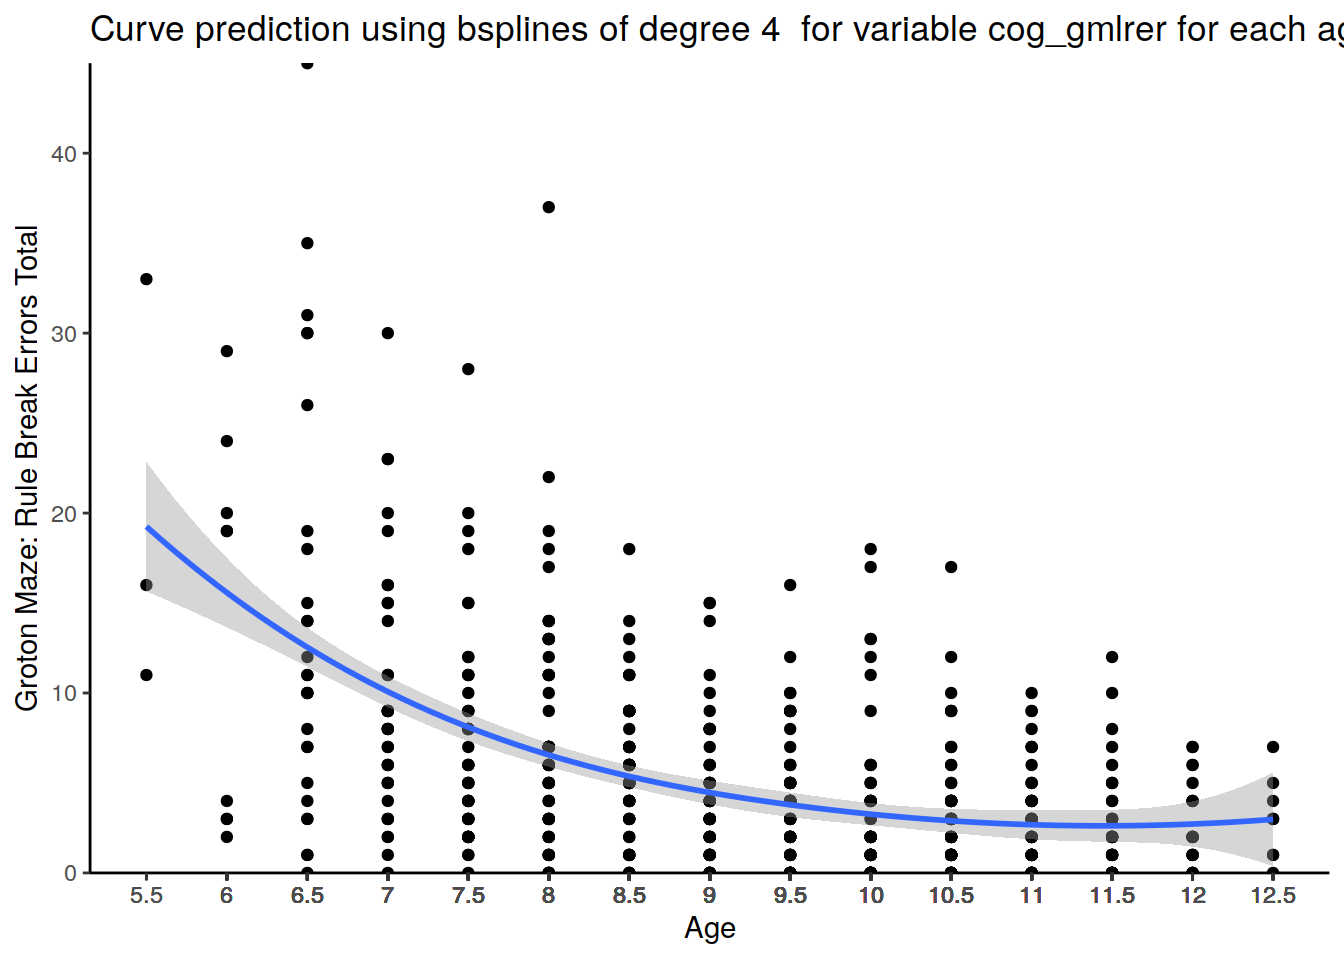 Curve prediction using bsplines of degree 4  for variable cog_gmlrer for each
Groton Maze: Rule Break Errors Total
40
30
20
10
0
5.5 6 6.5 7 7.5 8 8.5 9 9.5 10 10.5 11 11.5 12 12.5
Age